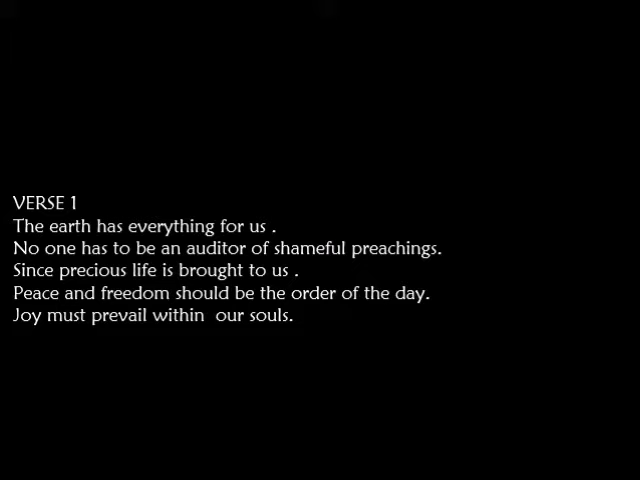 VERSE 1
The earth has everything for us .
No one has to be an auditor of shameful preachings.
Since precious life is brought to us .
Peace and freedom should be the order of the day.
Joy must prevail within  our souls.